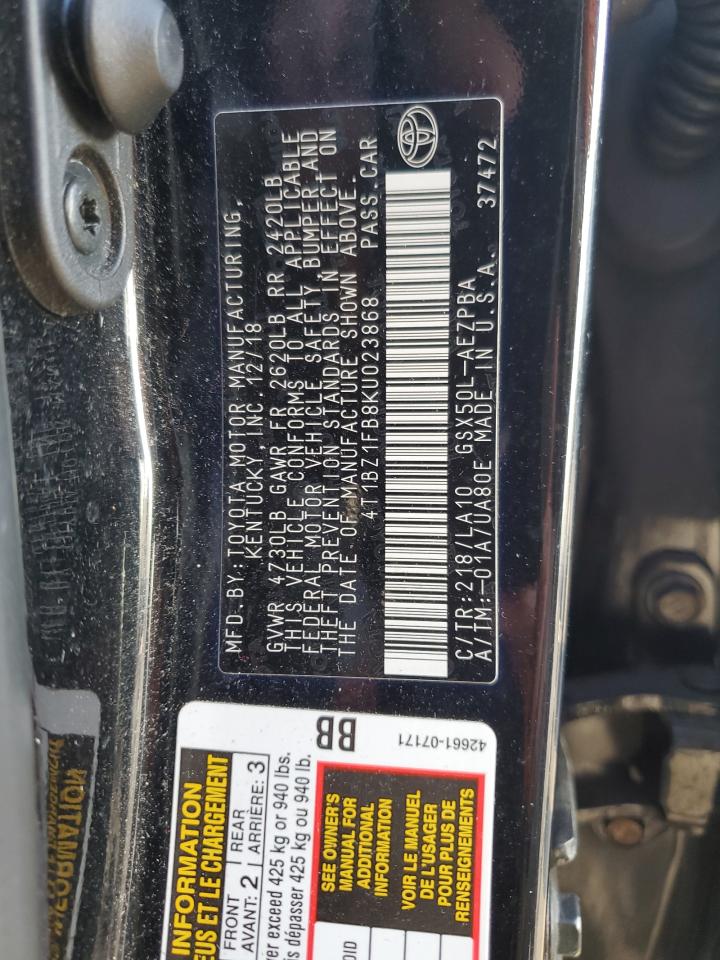 MFD.BY:TOYOTA MOTOR MANUFACTURING,
KENTUCKY, INC.12/18
GVWR 4730LB GAWR FR 2620LB RR 2420LB
THIS VEHICLE CONFORMS TO ALL APPLICABLE
FEDERAL MOTOR VEHICLE SAFETY, BUMPER AND
THEFT PREVENTION STANDARDS IN EFFECT ON
THE DATE OF MANUFACTURE SHOWN ABOVE.
4T1BZ1FB8KU023868 PASS.CAR
C/TR:218/LA10 GSX50L-AEZPBA
A/TM:-01A/UA80E MADE IN U.S.A. 37472
INFORMATION
EUS ET LE CHARGEMENT
FRONT 2 REAR 3
AVANT: ARRIÈRE:
er exceed 425 kg or 940 lbs.
is dépasser 425 kg ou 940 lb.
BB
SEE OWNER'S
MANUAL FOR
ADDITIONAL
INFORMATION
VOIR LE MANUEL
DE L'USAGER
POUR PLUS DE
RENSEIGNEMENTS
42661-07171